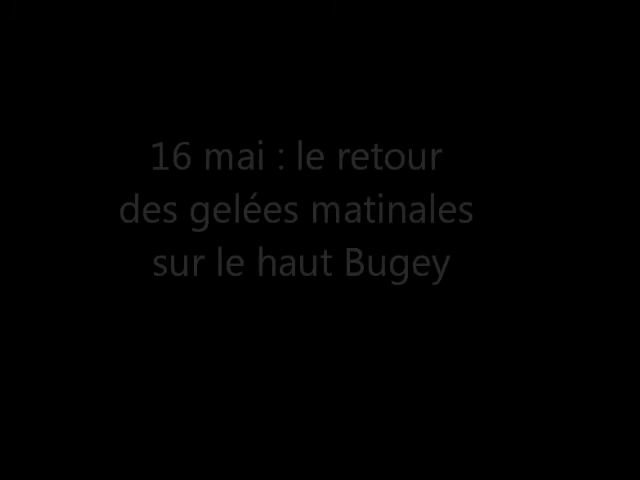 16 mai : le retour
des gelées matinales
sur le haut Bugey